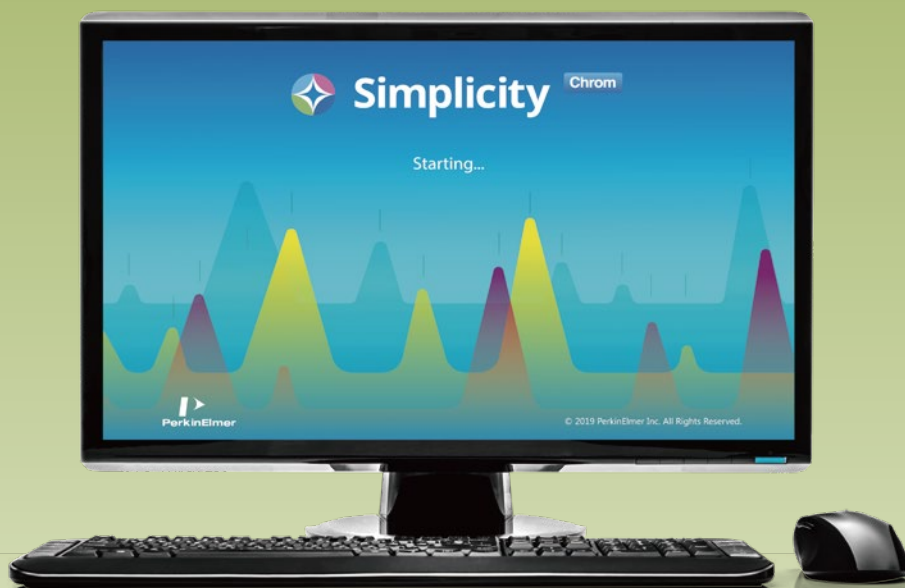 Simplicity Chrom
Starting...
PerkinElmer
© 2019 PerkinElmer Inc. All Rights Reserved.